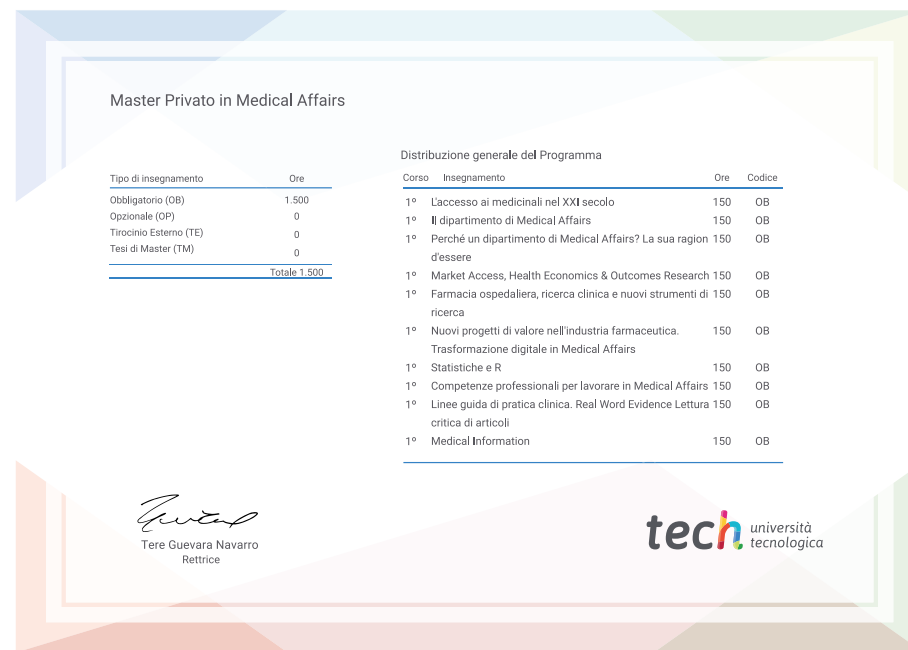 Master Privato in Medical Affairs
Tipo di insegnamento Ore
Obbligatorio (OB) 1.500
Opzionale (OP) 0
Tirocinio Esterno (TE) 0
Tesi di Master (TM) 0
Totale 1.500
Distribuzione generale del Programma
Corso Insegnamento Ore Codice
1º L'accesso ai medicinali nel XXI secolo 150 OB
1º Il dipartimento di Medical Affairs 150 OB
1º Perché un dipartimento di Medical Affairs? La sua ragion 150 OB
d'essere
1º Market Access, Health Economics & Outcomes Research 150 OB
1º Farmacia ospedaliera, ricerca clinica e nuovi strumenti di 150 OB
ricerca
1º Nuovi progetti di valore nell'industria farmaceutica. 150 OB
Trasformazione digitale in Medical Affairs
1º Statistiche e R 150 OB
1º Competenze professionali per lavorare in Medical Affairs 150 OB
1º Linee guida di pratica clinica. Real Word Evidence Lettura 150 OB
critica di articoli
1º Medical Information 150 OB
Tere Guevara Navarro
Rettrice
tech università
tecnologica